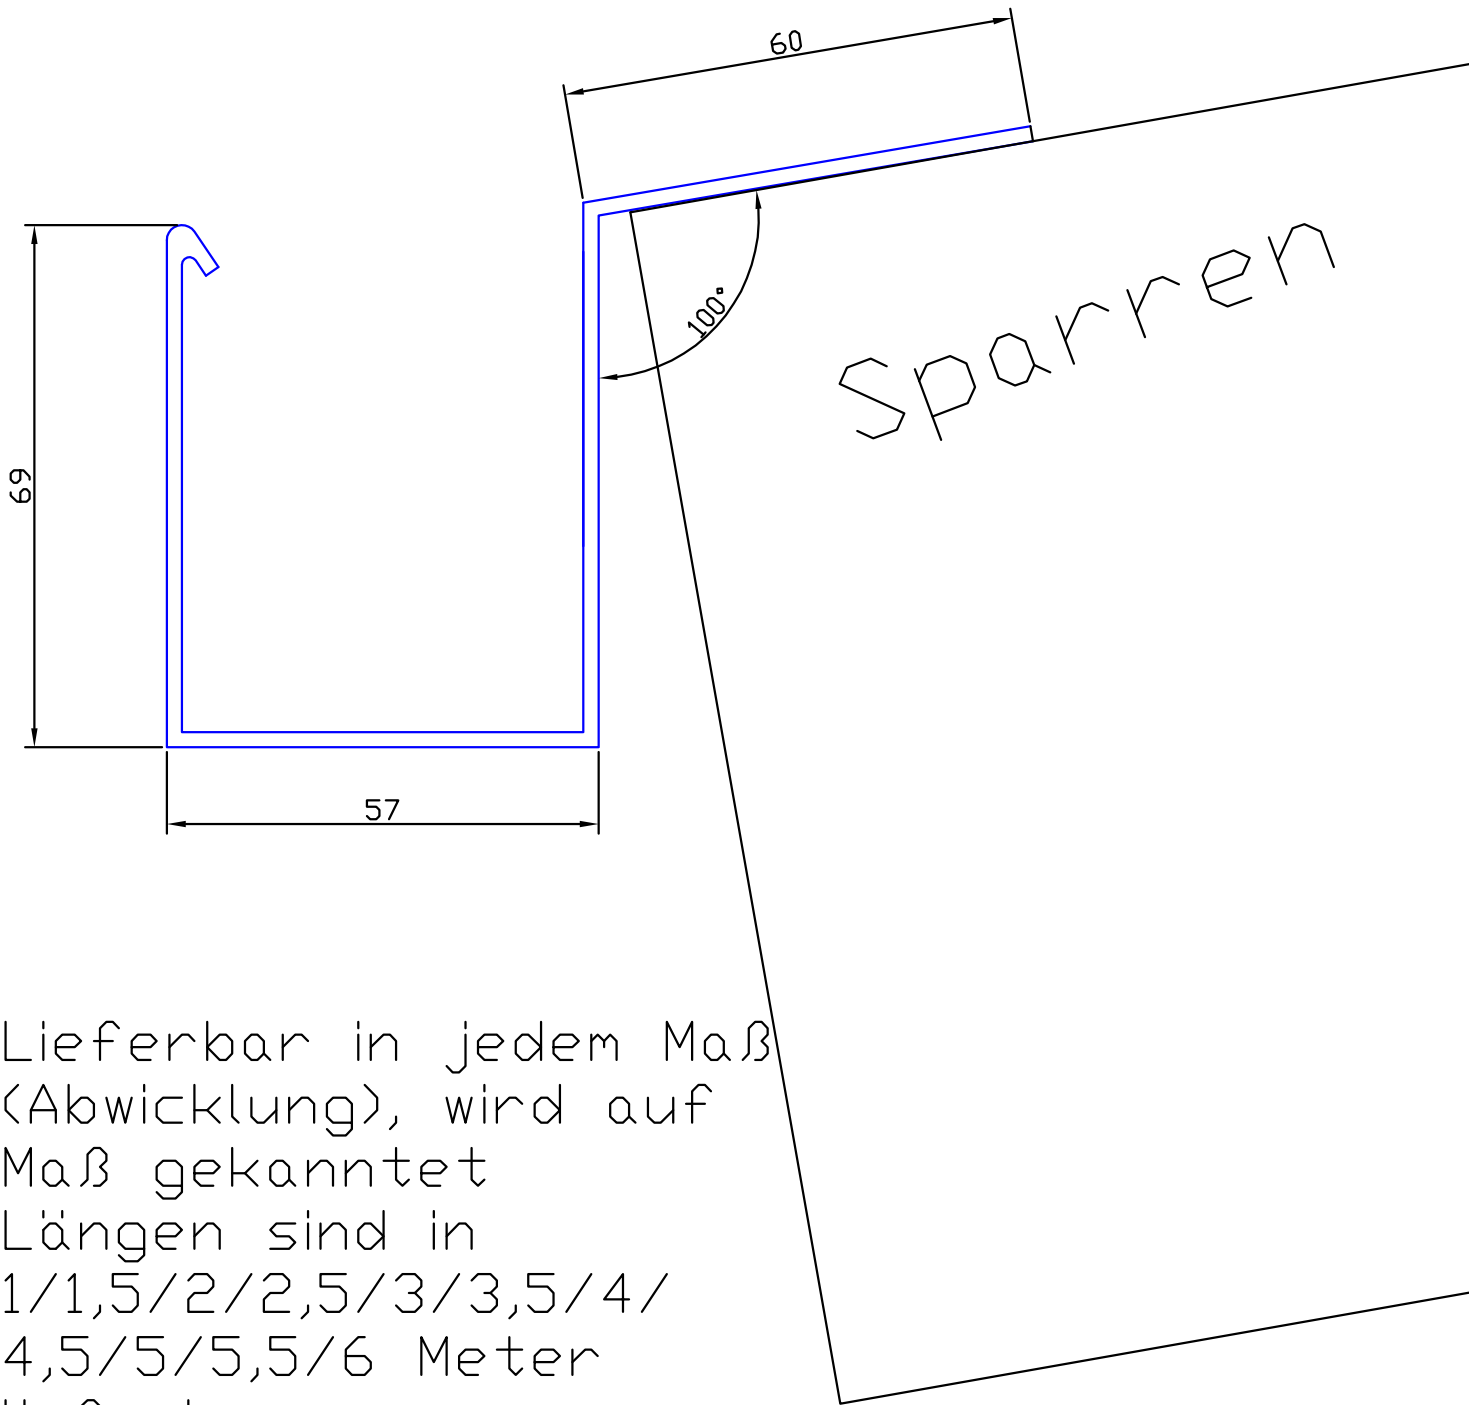 60
Sparren
100°
69
57
Lieferbar in jedem Maß
(Abwicklung), wird auf
Maß gekanntet
Längen sind in
1/1,5/2/2,5/3/3,5/4/
4,5/5/5,5/6 Meter